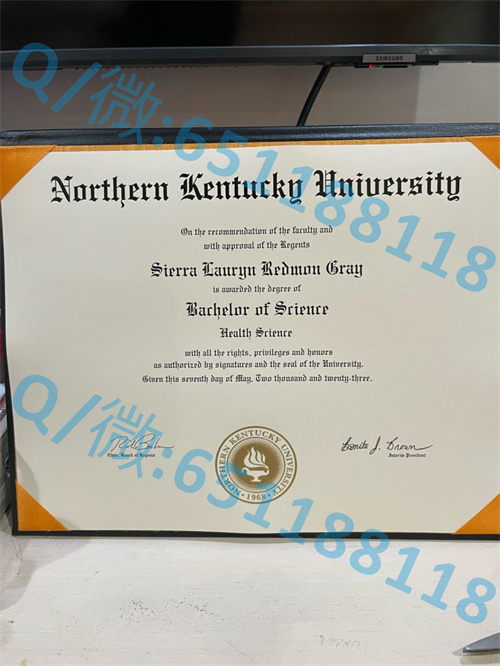 SAMSUNG
Q/微:651188118
Northern Kentucky University
On the recommendation of the faculty and
with approval of the Regents
Sierra Lauryn Redmon Gray
is awarded the degree of
Bachelor of Science
Health Science
with all the rights, privileges and honors
as authorized by signatures and the seal of the University.
Given this seventh day of May, Two thousand and twenty-three.
Chair, Board of Regents
NORTHERN KENTUCKY UNIVERSITY
• 1968 •
Bonita J. Brown
Interim President
Q/微:651188118